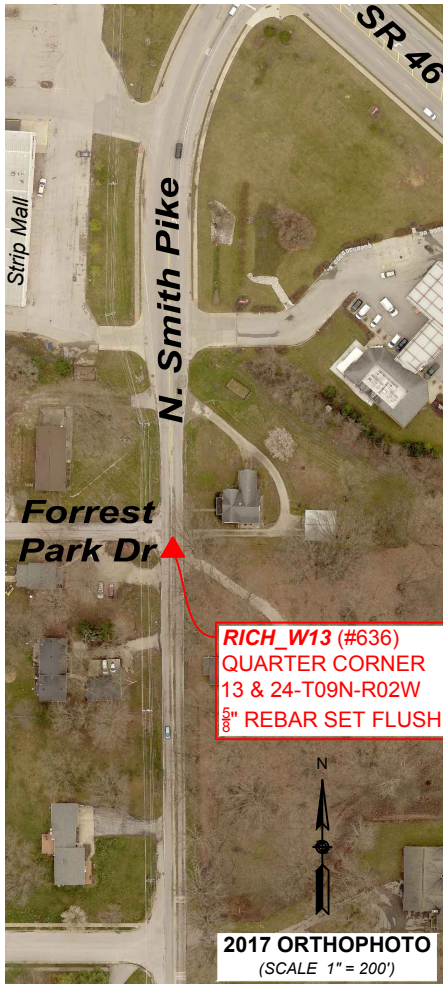 SR 46
Strip Mall
N. Smith Pike
Forrest
Park Dr
RICH_W13 (#636)
QUARTER CORNER
13 & 24-T09N-R02W
5/8" REBAR SET FLUSH
N
2017 ORTHOPHOTO
(SCALE 1" = 200')